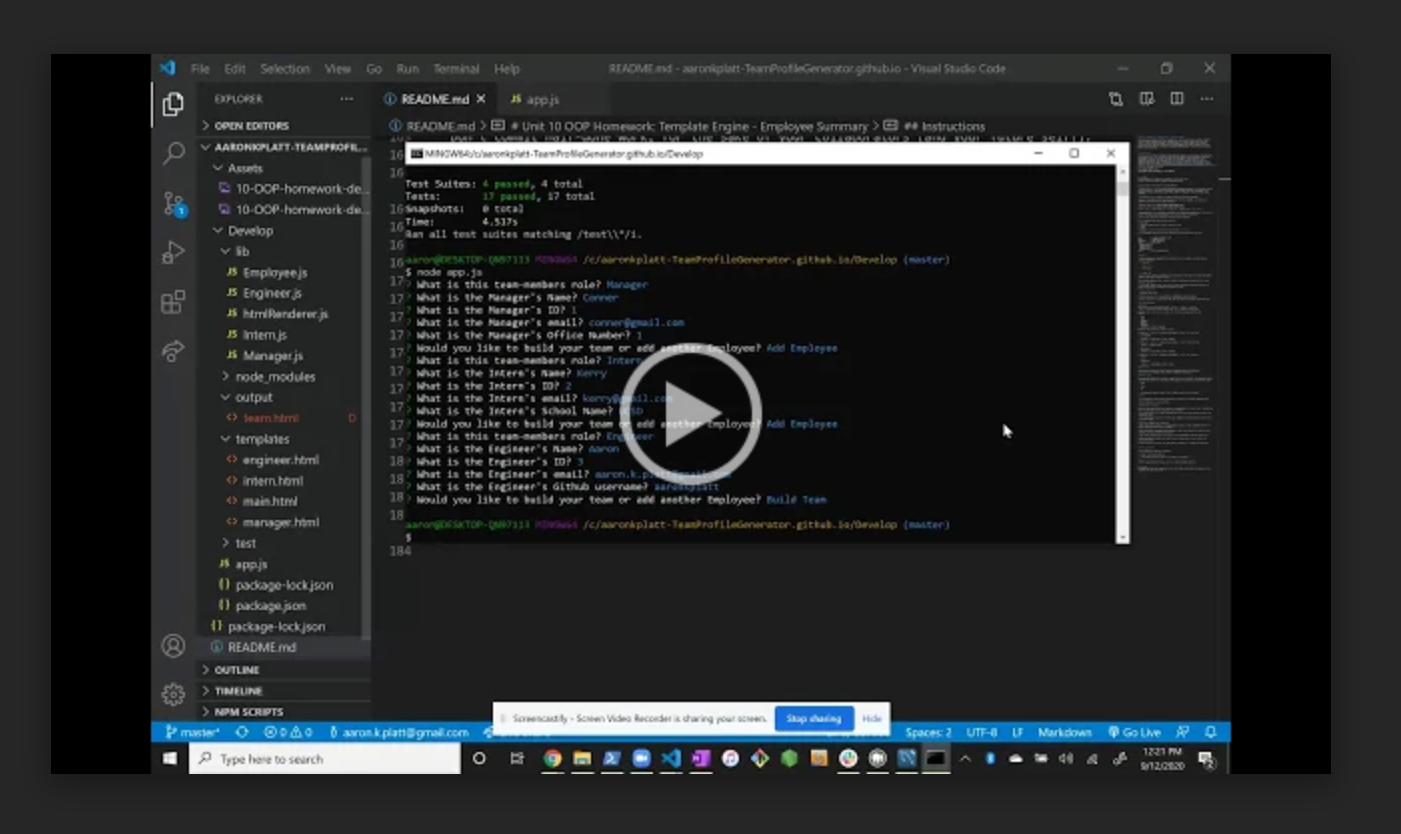 File Edit Selection View Go Run Terminal Help README.md - aaronkplatt-TeamProfileGenerator.github.io - Visual Studio Code
EXPLORER
OPEN EDITORS
AARONKPLATT-TEAMPROFIL...
Assets
10-OOP-homework-de...
10-OOP-homework-de...
Develop
lib
JS Employee.js
JS Engineer.js
JS htmlRenderer.js
JS Intern.js
JS Manager.js
node_modules
output
<> team.html D
templates
<> engineer.html
<> intern.html
<> main.html
<> manager.html
test
JS app.js
{} package-lock.json
{} package.json
{} package-lock.json
README.md
OUTLINE
TIMELINE
NPM SCRIPTS
README.md JS app.js
README.md > # Unit 10 OOP Homework: Template Engine - Employee Summary > ## Instructions
MINGW64:/c/aaronkplatt-TeamProfileGenerator.github.io/Develop
Test Suites: 4 passed, 4 total
Tests: 17 passed, 17 total
Snapshots: 0 total
Time: 4.537s
Ran all test suites matching /test\\*/i.
/c/aaronkplatt-TeamProfileGenerator.github.io/Develop (master)
$ node app.js
? What is this team-members role? Manager
? What is the Manager's Name? Conner
? What is the Manager's ID? 1
? What is the Manager's email? conner@gmail.com
? What is the Manager's Office Number? 1
? Would you like to build your team or add another Employee? Add Employee
? What is this team-members role? Intern
? What is the Intern's Name? Kerry
? What is the Intern's ID? 2
? What is the Intern's email? kerry@gmail.com
? What is the Intern's School Name?
? Would you like to build your team or add another Employee? Add Employee
? What is this team-members role? Engineer
? What is the Engineer's Name? Aaron
? What is the Engineer's ID? 3
? What is the Engineer's email?
? What is the Engineer's Github username? aaronkplatt
? Would you like to build your team or add another Employee? Build Team
/c/aaronkplatt-TeamProfileGenerator.github.io/Develop (master)
$
184
Screencastify - Screen Video Recorder is sharing your screen. Stop sharing Hide
master* 0 0 aaron.k.platt@gmail.com Spaces: 2 UTF-8 LF Markdown Go Live
Type here to search
12:21 PM
9/12/2020